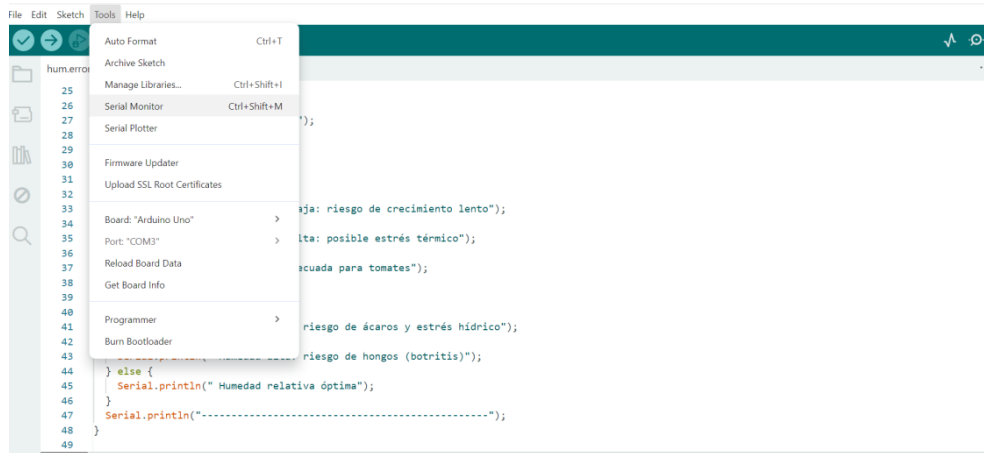 File Edit Sketch Tools Help
Auto Format Ctrl+T
Archive Sketch
Manage Libraries... Ctrl+Shift+I
Serial Monitor Ctrl+Shift+M
Serial Plotter
Firmware Updater
Upload SSL Root Certificates
Board: "Arduino Uno"
Port: "COM3"
Reload Board Data
Get Board Info
Programmer
Burn Bootloader
hum.erro
25
26
27 ");
28
29
30
31
32
33 aja: riesgo de crecimiento lento");
34
35 lta: posible estrés térmico");
36
37 ecuada para tomates");
38
39
40
41 riesgo de ácaros y estrés hídrico");
42
43 riesgo de hongos (botritis)");
44 } else {
45 Serial.println(" Humedad relativa óptima");
46 }
47 Serial.println("-------------------------------------------------");
48 }
49